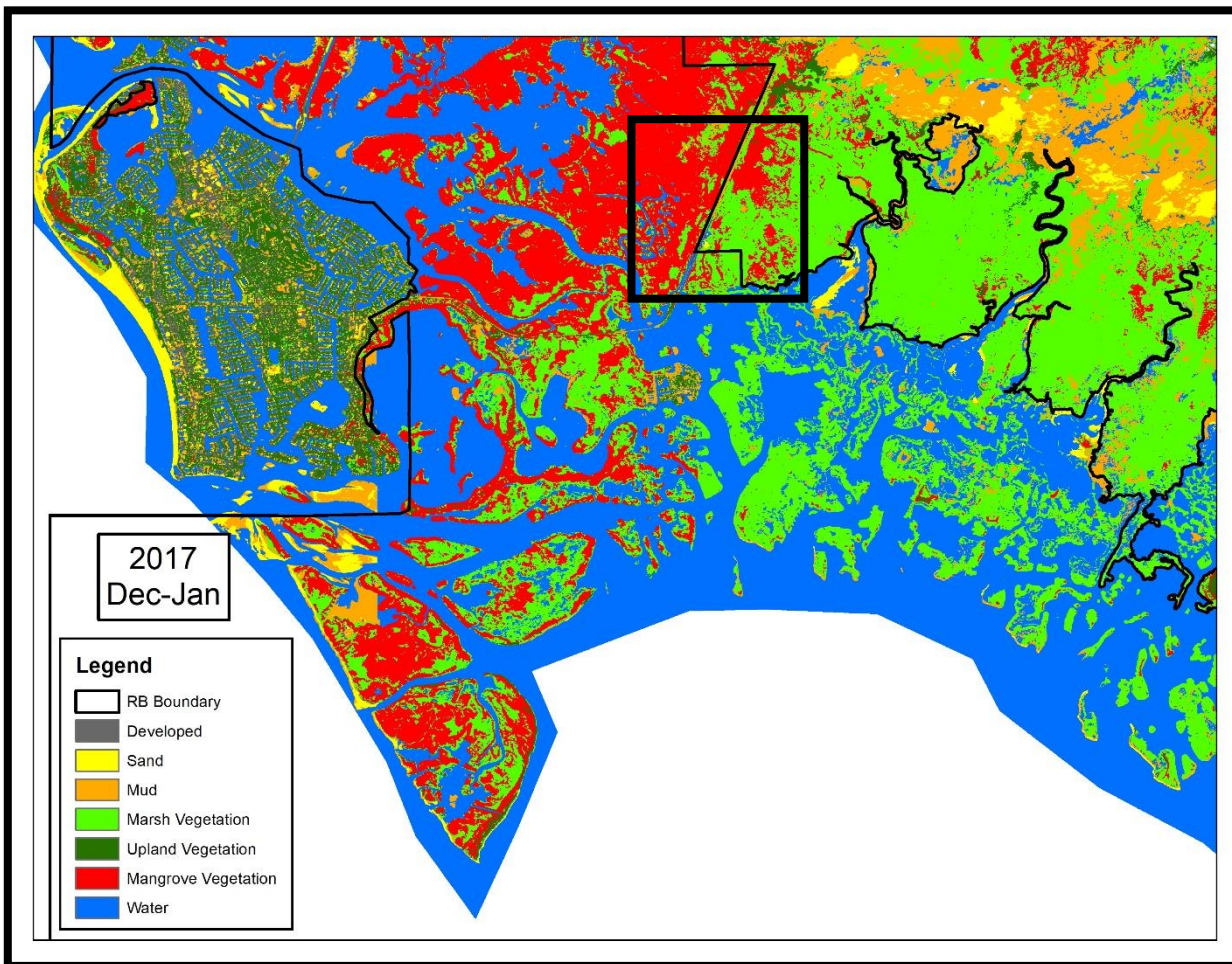 2017
Dec-Jan
Legend
RB Boundary
Developed
Sand
Mud
Marsh Vegetation
Upland Vegetation
Mangrove Vegetation
Water